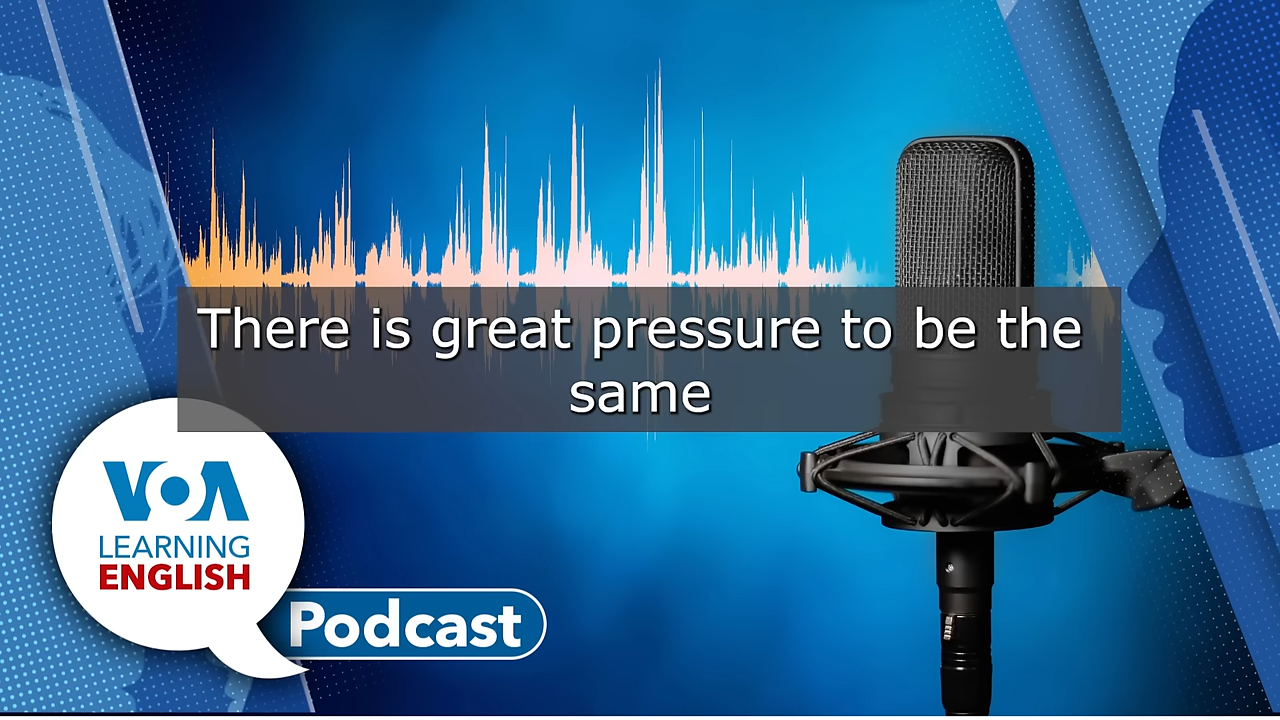 There is great pressure to be the
same
VOA
LEARNING
ENGLISH
Podcast